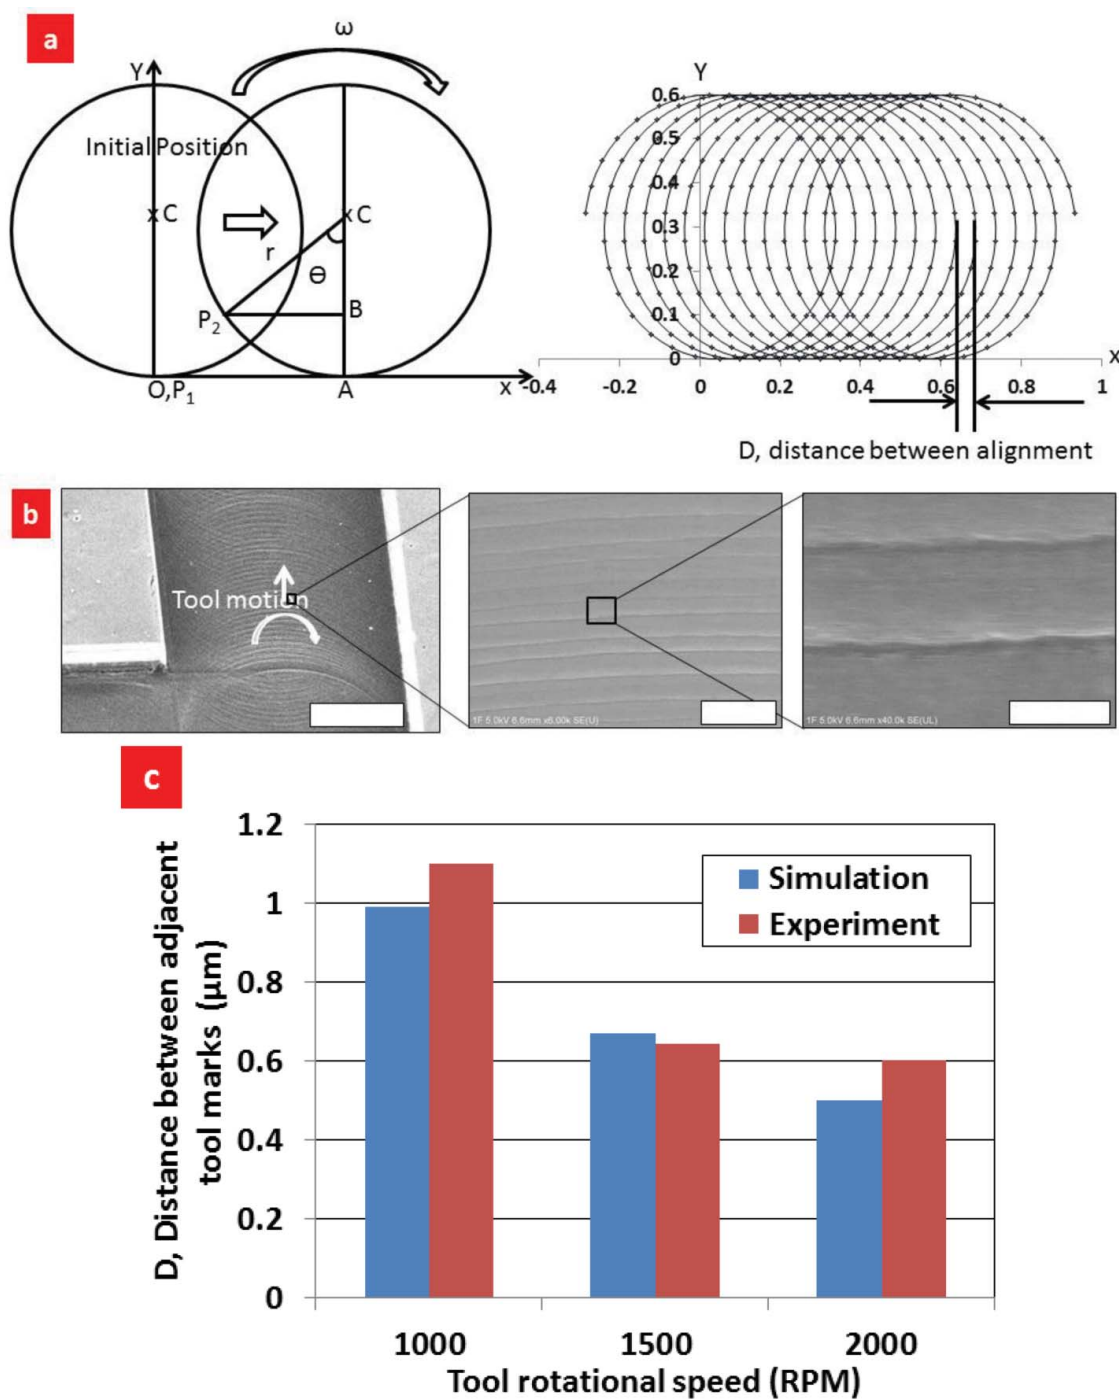 a
ω
Y
Initial Position
C
C
r
Ө
P2
B
O,P1
A
x
Y
0.6
0.5
0.4
0.3
0.2
0.1
0
-0.4
-0.2
0
0.2
0.4
0.6
0.8
1
x
D, distance between alignment
b
Tool motion
1F 5.0kV 6.6mm x6.00k SE(U)
1F 5.0kV 6.6mm x40.0k SE(UL)
c
D, Distance between adjacent
tool marks (μm)
1.2
1
0.8
0.6
0.4
0.2
0
Simulation
Experiment
1000
1500
2000
Tool rotational speed (RPM)